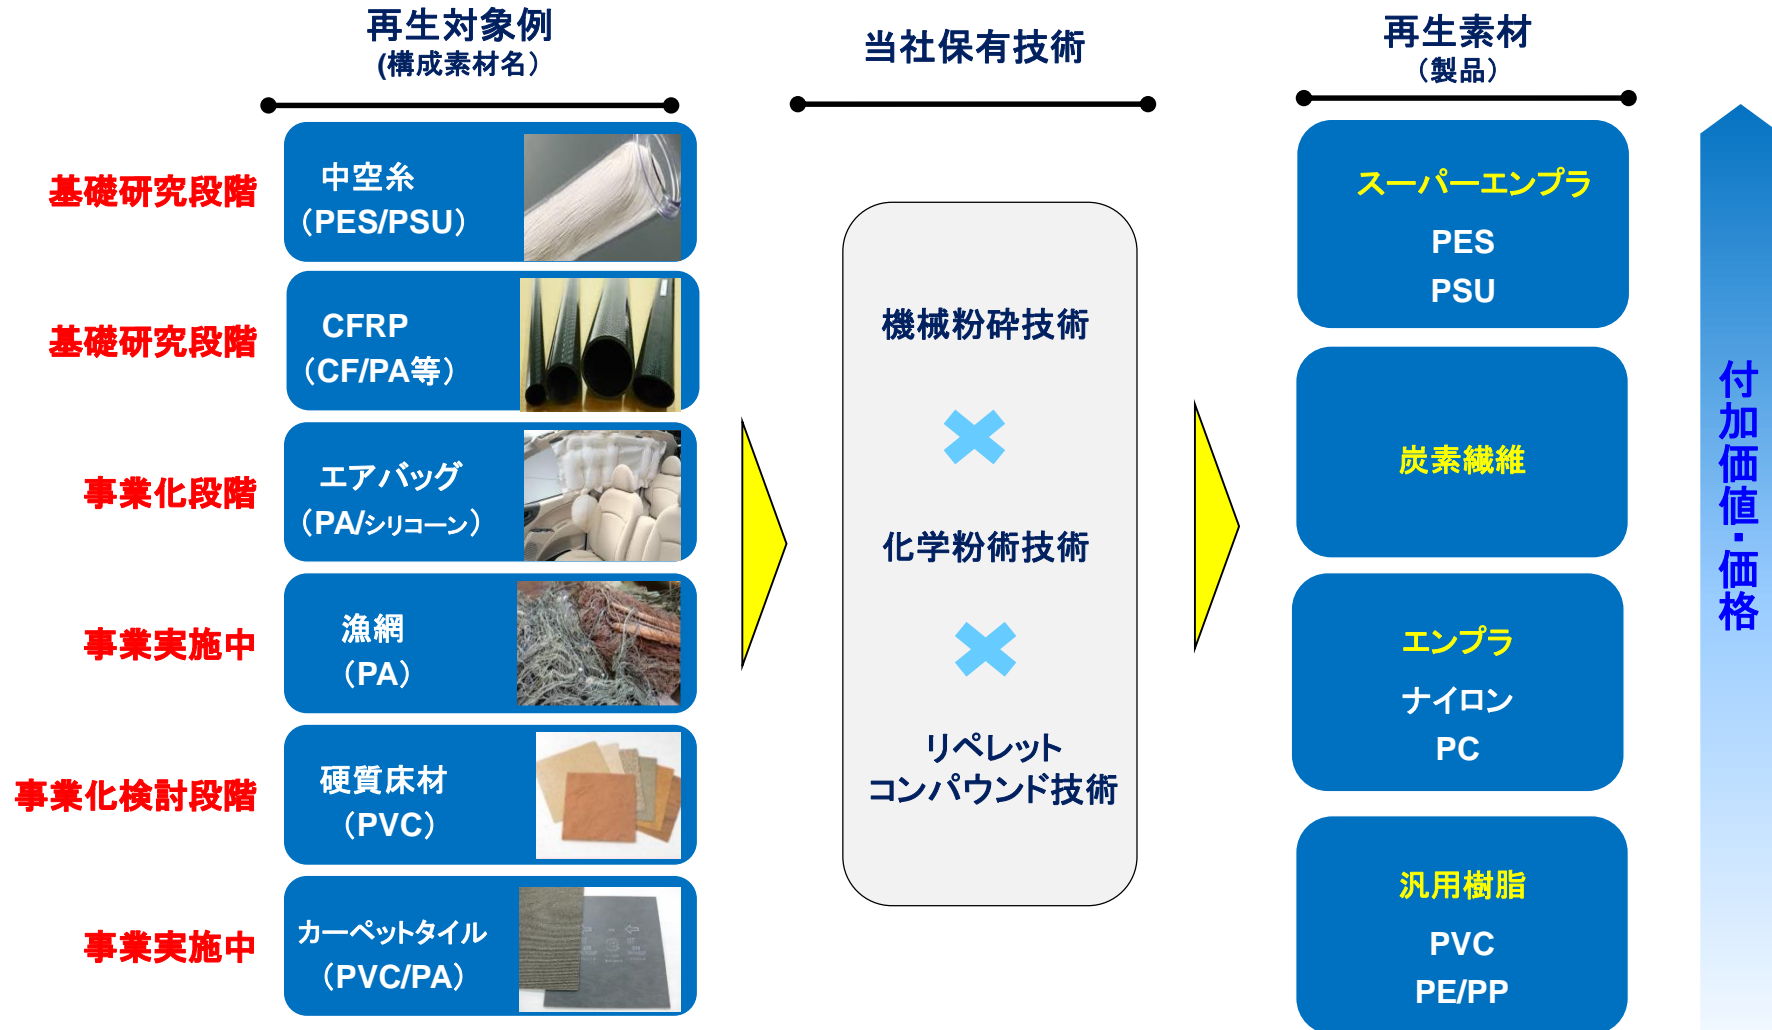 再生対象例
(構成素材名)
当社保有技術
再生素材
（製品）
基礎研究段階
中空糸
（PES/PSU）
基礎研究段階
CFRP
（CF/PA等）
事業化段階
エアバッグ
（PA/シリコーン）
事業実施中
漁網
（PA）
事業化検討段階
硬質床材
（PVC）
事業実施中
カーペットタイル
（PVC/PA）
機械粉砕技術
化学粉術技術
リペレット
コンパウンド技術
スーパーエンプラ
PES
PSU
炭素繊維
エンプラ
ナイロン
PC
汎用樹脂
PVC
PE/PP
付加価値・価格